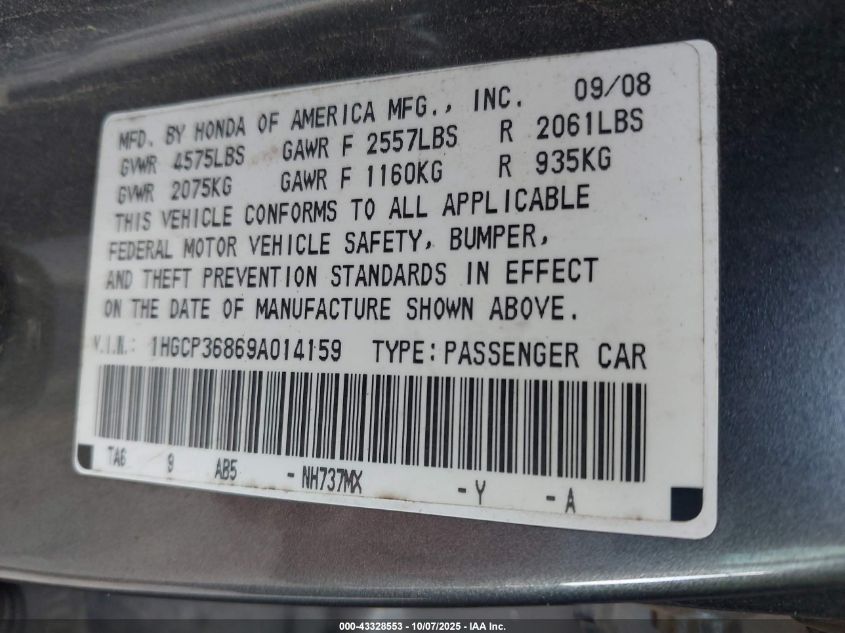 MFD. BY HONDA OF AMERICA MFG., INC. 09/08
GVWR 4575LBS GAWR F 2557LBS R 2061LBS
GVWR 2075KG GAWR F 1160KG R 935KG
THIS VEHICLE CONFORMS TO ALL APPLICABLE
FEDERAL MOTOR VEHICLE SAFETY, BUMPER,
AND THEFT PREVENTION STANDARDS IN EFFECT
ON THE DATE OF MANUFACTURE SHOWN ABOVE.
V.I.N.: 1HGCP36869A014159 TYPE: PASSENGER CAR
TA6 9 AB5 - NH737MX - Y - A
000-43328553 - 10/07/2025 - IAA Inc.